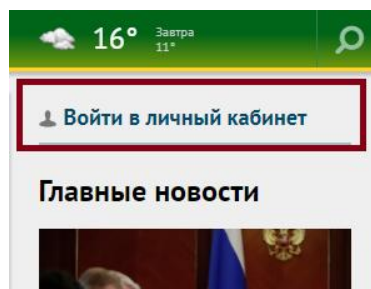 16° Завтра
11°
Войти в личный кабинет
Главные новости